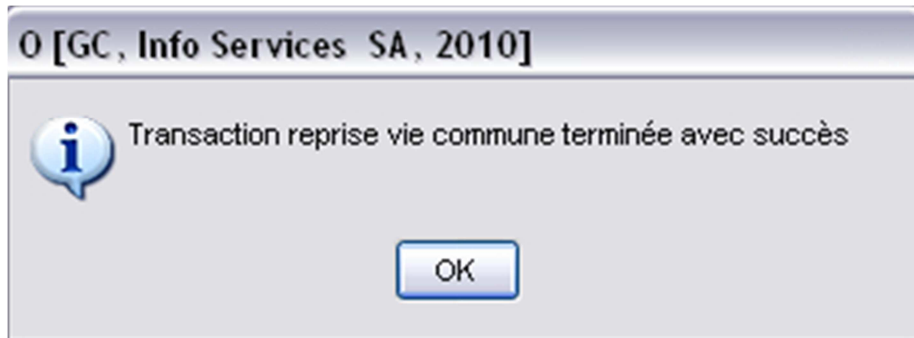 O [GC, Info Services SA, 2010]
Transaction reprise vie commune terminée avec succès
OK